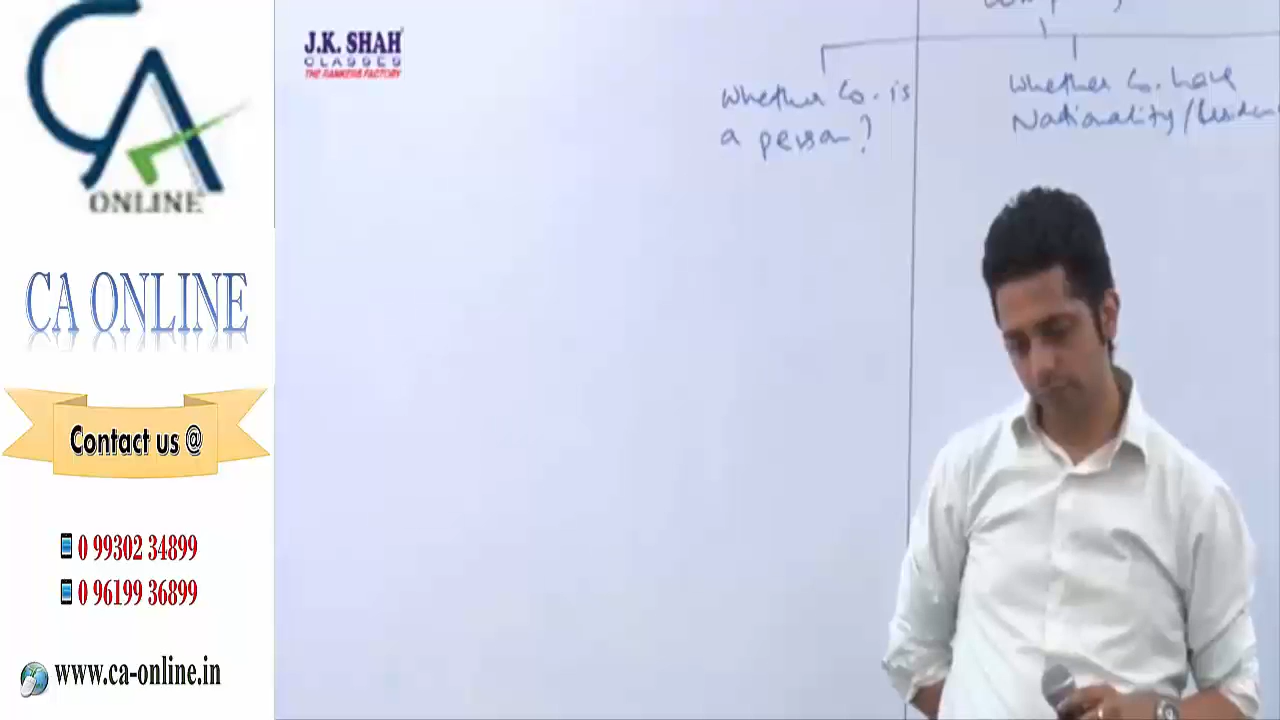 CA
ONLINE
CA ONLINE
Contact us @
0 99302 34899
0 96199 36899
www.ca-online.in
J.K. SHAH
CLASSES
THE RANKERS FACTORY
Whether Co. is
a person?
Whether Co. have
Nationality/